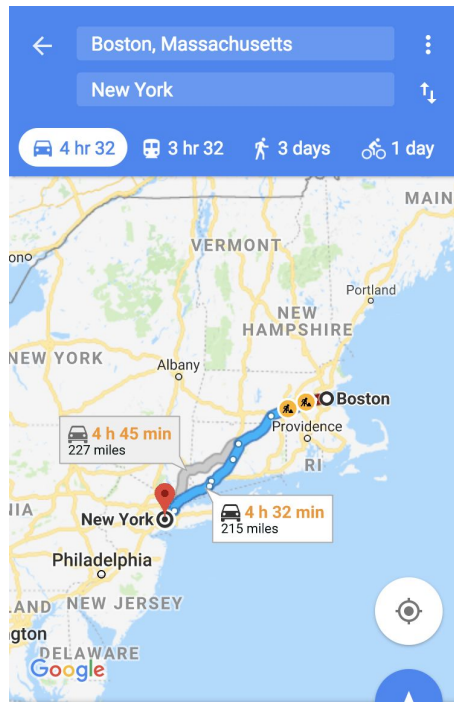 Boston, Massachusetts
New York
4 hr 32
3 hr 32
3 days
1 day
MAIN
VERMONT
ono
Portland
NEW
HAMPSHIRE
NEW YORK
Albany
Boston
4 h 45 min
227 miles
Providence
RI
4 h 32 min
215 miles
NIA
New York
Philadelphia
LAND
NEW JERSEY
gton
DELAWARE
Google